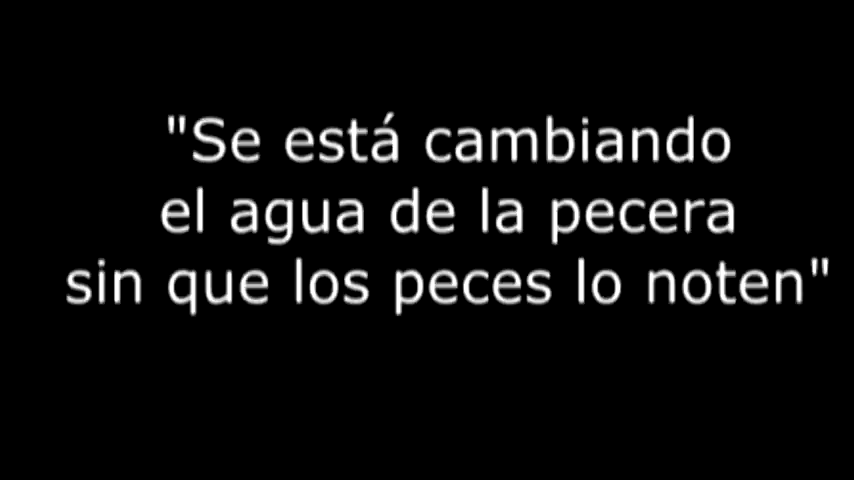 "Se está cambiando
el agua de la pecera
sin que los peces lo noten"